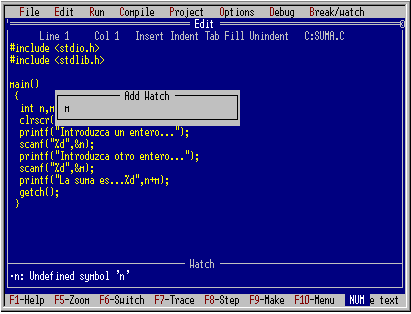 File Edit Run Compile Project Options Debug Break/watch
Edit
Line 1 Col 1 Insert Indent Tab Fill Unindent C:SUMA.C
#include <stdio.h>
#include <stdlib.h>
main()
{
int n,m
clrscr(
printf("Introduzca un entero...");
scanf("%d",&n);
printf("Introduzca otro entero...");
scanf("%d",&m);
printf("La suma es...%d",n+m);
getch();
}
Add Watch
m
Watch
·n: Undefined symbol 'n'
F1-Help F5-Zoom F6-Switch F7-Trace F8-Step F9-Make F10-Menu NUM e text